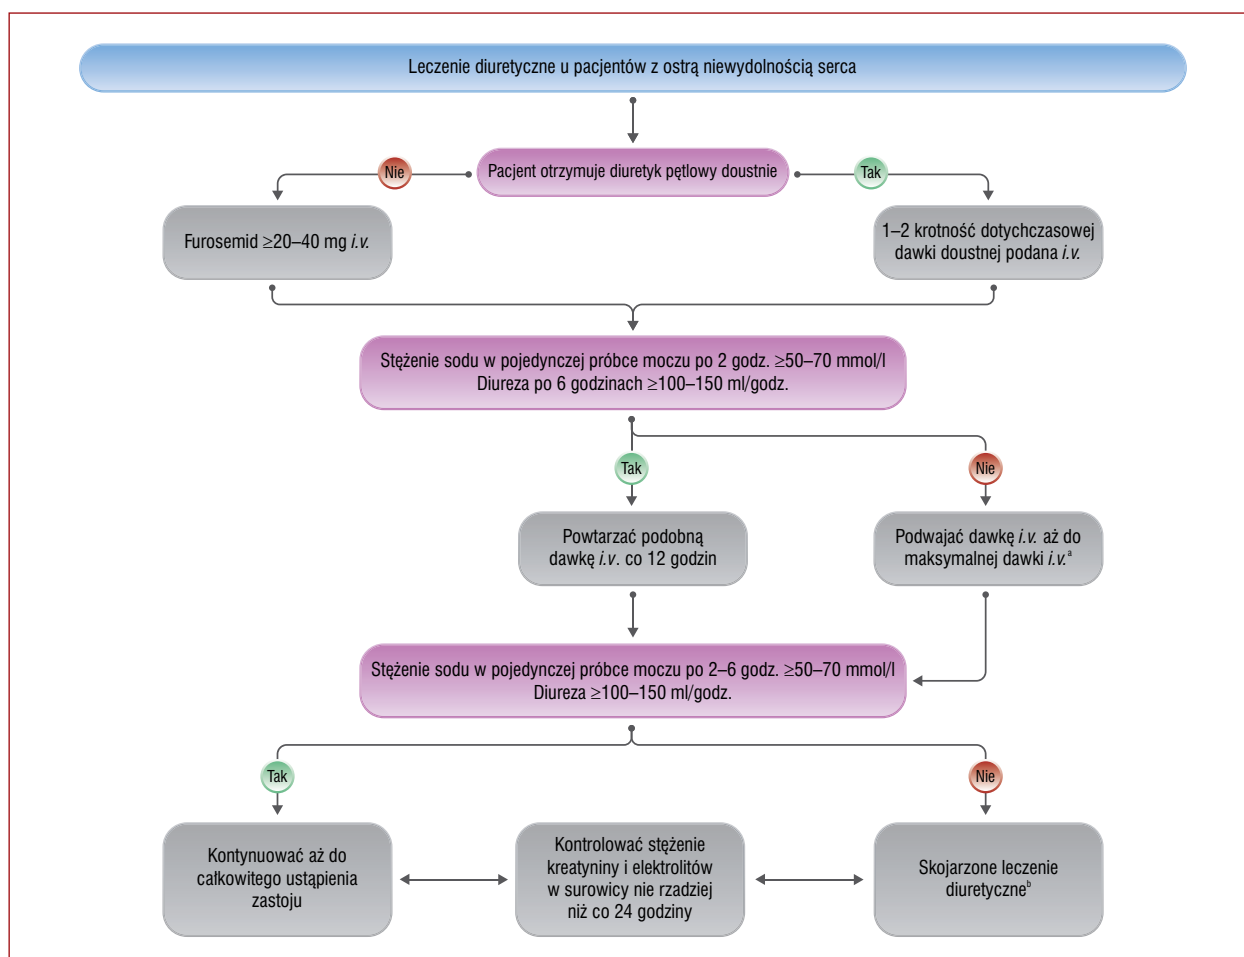 Leczenie diuretyczne u pacjentów z ostrą niewydolnością serca
Pacjent otrzymuje diuretyk pętlowy doustnie
Nie
Tak
Furosemid ≥20–40 mg i.v.
1–2 krotność dotychczasowej
dawki doustnej podana i.v.
Stężenie sodu w pojedynczej próbce moczu po 2 godz. ≥50–70 mmol/l
Diureza po 6 godzinach ≥100–150 ml/godz.
Tak
Nie
Powtarzać podobną
dawkę i.v. co 12 godzin
Podwajać dawkę i.v. aż do
maksymalnej dawki i.v.ᵃ
Stężenie sodu w pojedynczej próbce moczu po 2–6 godz. ≥50–70 mmol/l
Diureza ≥100–150 ml/godz.
Tak
Nie
Kontynuować aż do
całkowitego ustąpienia
zastoju
Kontrolować stężenie
kreatyniny i elektrolitów
w surowicy nie rzadziej
niż co 24 godziny
Skojarzone leczenie
diuretyczneᵇ